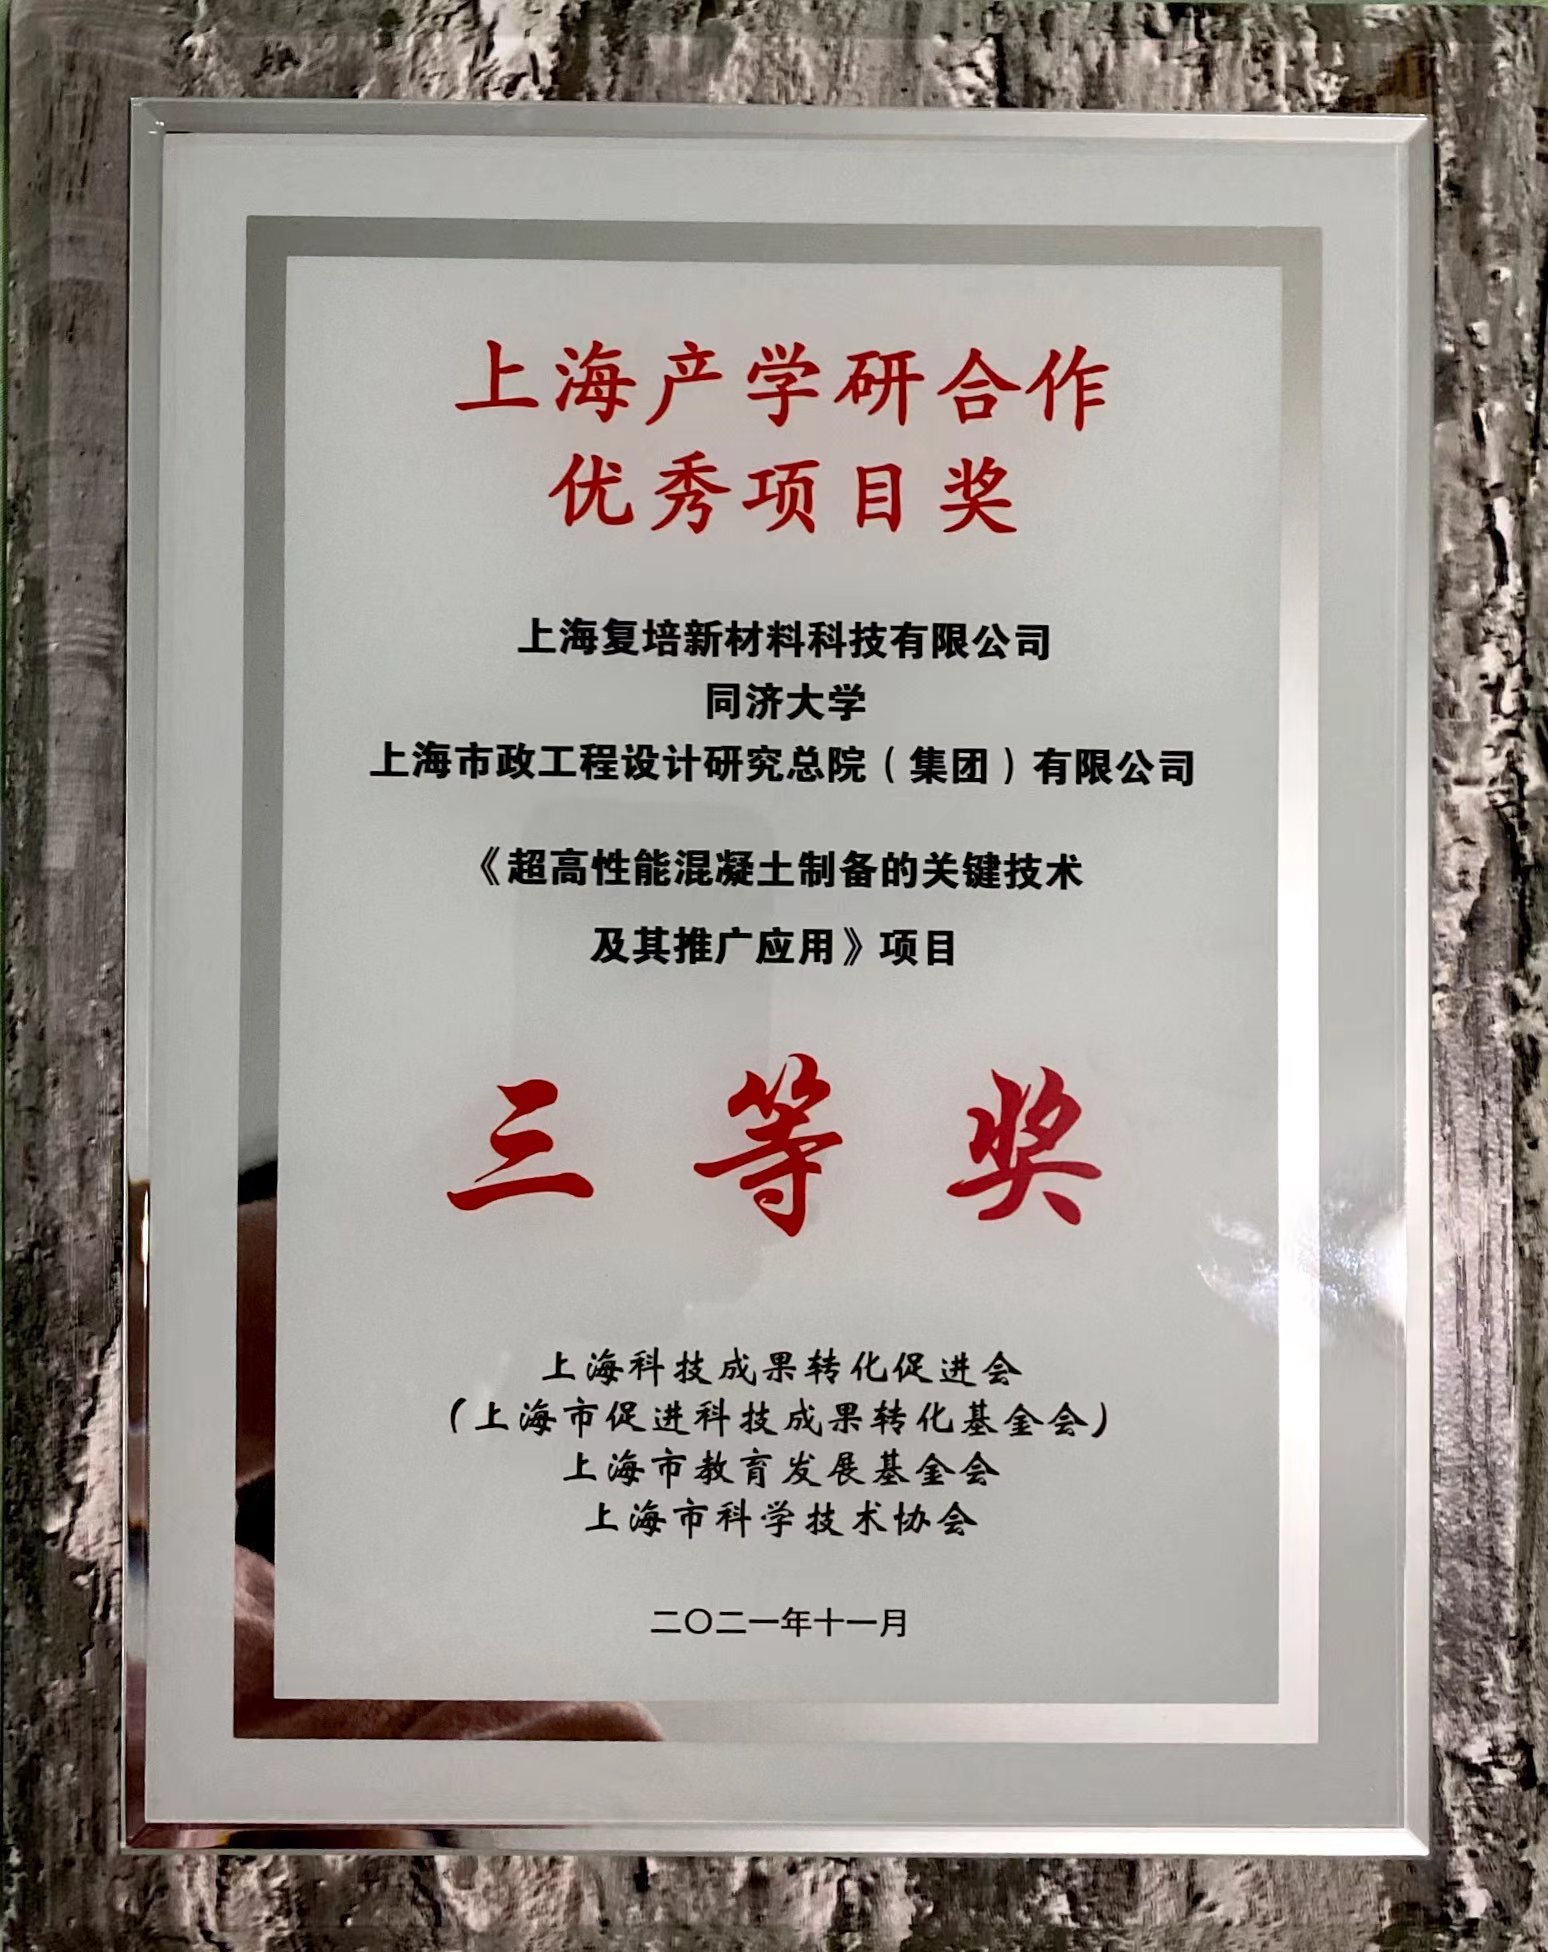 上海产学研合作
优秀项目奖
上海复培新材料科技有限公司
同济大学
上海市政工程设计研究总院（集团）有限公司
《超高性能混凝土制备的关键技术
及其推广应用》项目
三等奖
上海科技成果转化促进会
（上海市促进科技成果转化基金会）
上海市教育发展基金会
上海市科学技术协会
二〇二一年十一月